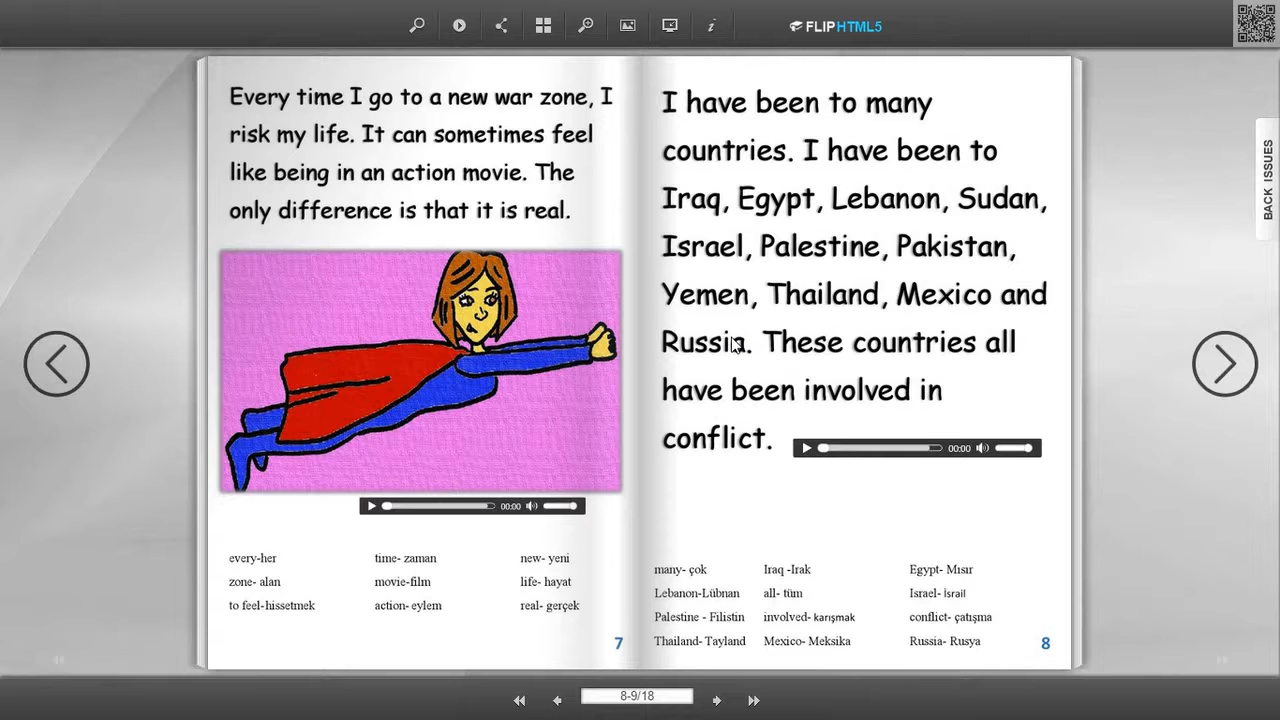 FLIPHTML5
Every time I go to a new war zone, I
risk my life. It can sometimes feel
like being in an action movie. The
only difference is that it is real.
00:00
every-her time- zaman new- yeni
zone- alan movie-film life- hayat
to feel-hissetmek action- eylem real- gerçek
7
I have been to many
countries. I have been to
Iraq, Egypt, Lebanon, Sudan,
Israel, Palestine, Pakistan,
Yemen, Thailand, Mexico and
Russia. These countries all
have been involved in
conflict.
00:00
many- çok Iraq -Irak Egypt- Mısır
Lebanon-Lübnan all- tüm Israel- İsrail
Palestine - Filistin involved- karışmak conflict- çatışma
Thailand- Tayland Mexico- Meksika Russia- Rusya
8
BACK ISSUES
8-9/18